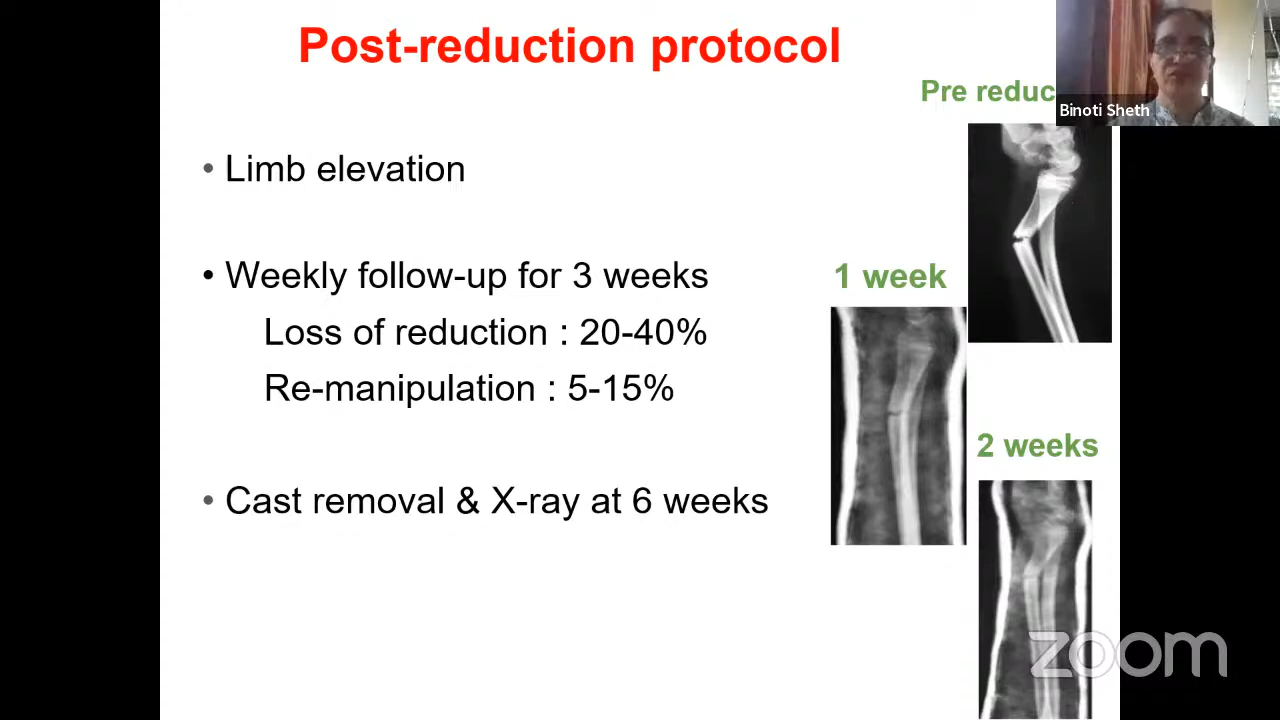 Post-reduction protocol
Pre reduc
Binoti Sheth
• Limb elevation
• Weekly follow-up for 3 weeks
Loss of reduction : 20-40%
Re-manipulation : 5-15%
• Cast removal & X-ray at 6 weeks
1 week
2 weeks
zoom